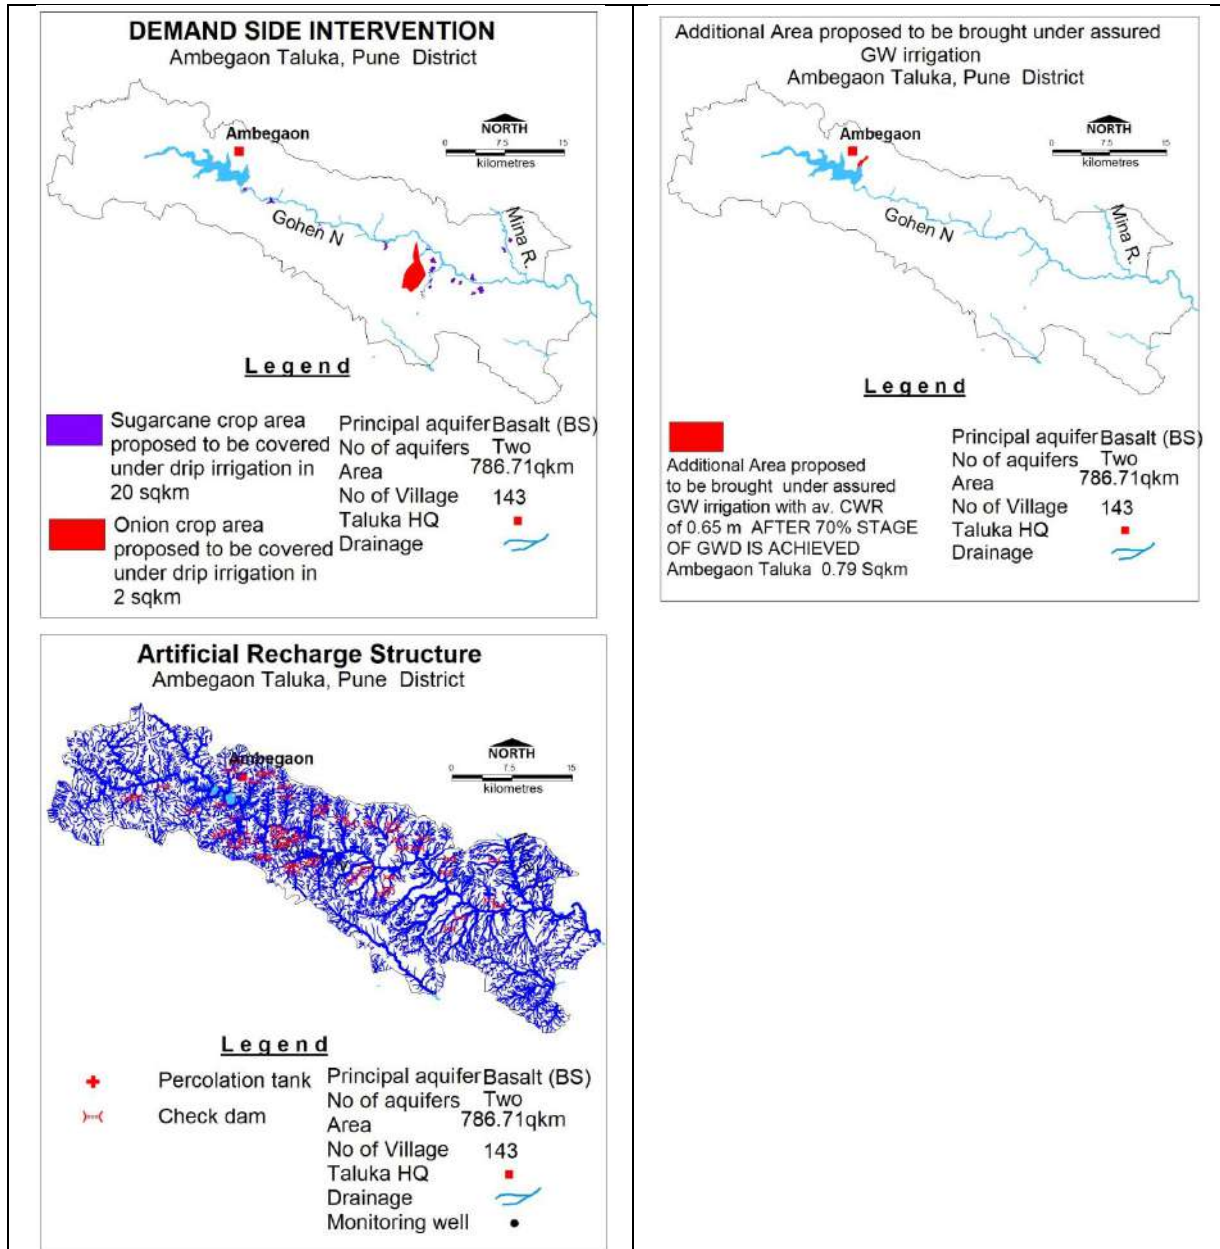 DEMAND SIDE INTERVENTION
Ambegaon Taluka, Pune District
Ambegaon
NORTH
0 7.5 15
kilometres
Gohen N
Mina R.
Legend
Sugarcane crop area
proposed to be covered
under drip irrigation in
20 sqkm
Onion crop area
proposed to be covered
under drip irrigation in
2 sqkm
Principal aquifer Basalt (BS)
No of aquifers Two
Area 786.71qkm
No of Village 143
Taluka HQ
Drainage
Additional Area proposed to be brought under assured
GW irrigation
Ambegaon Taluka, Pune District
Ambegaon
NORTH
0 7.5 15
kilometres
Gohen N
Mina R.
Legend
Additional Area proposed
to be brought under assured
GW irrigation with av. CWR
of 0.65 m AFTER 70% STAGE
OF GWD IS ACHIEVED
Ambegaon Taluka 0.79 Sqkm
Principal aquifer Basalt (BS)
No of aquifers Two
Area 786.71qkm
No of Village 143
Taluka HQ
Drainage
Artificial Recharge Structure
Ambegaon Taluka, Pune District
Ambegaon
NORTH
0 7.5 15
kilometres
Legend
Percolation tank
Check dam
Principal aquifer Basalt (BS)
No of aquifers Two
Area 786.71qkm
No of Village 143
Taluka HQ
Drainage
Monitoring well